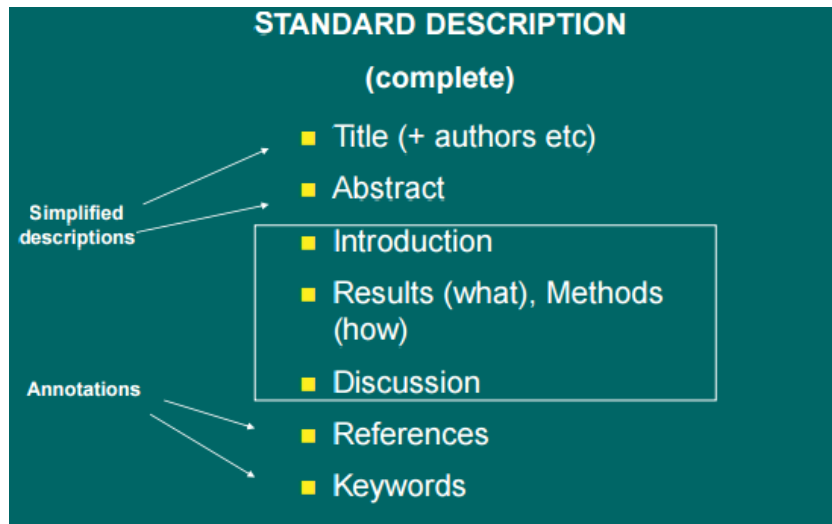 STANDARD DESCRIPTION
(complete)
Title (+ authors etc)
Abstract
Simplified
descriptions
Introduction
Results (what), Methods
(how)
Discussion
Annotations
References
Keywords